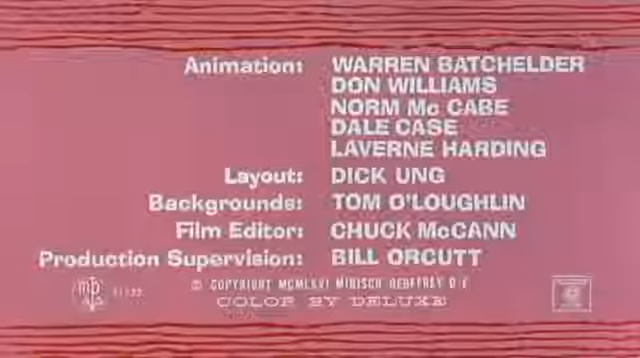 Animation: WARREN BATCHELDER
DON WILLIAMS
NORM Mc CABE
DALE CASE
LAVERNE HARDING
Layout: DICK UNG
Backgrounds: TOM O'LOUGHLIN
Film Editor: CHUCK McCANN
Production Supervision: BILL ORCUTT
© COPYRIGHT MCMLXVI MIRISCH GEOFFREY D-F
COLOR BY DELUXE